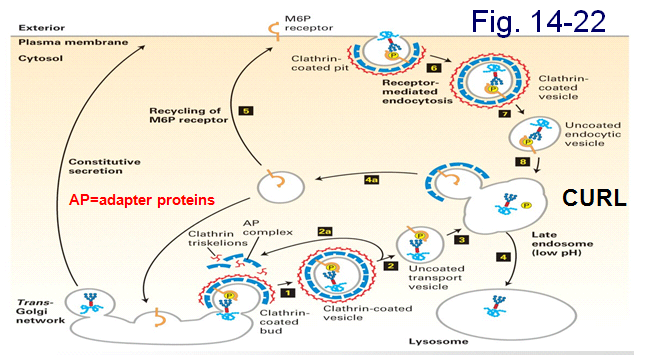 Fig. 14-22
Exterior
Plasma membrane
Cytosol
M6P
receptor
Clathrin-
coated pit
6
Receptor-
mediated
endocytosis
P
Clathrin-
coated
vesicle
7
Recycling of
M6P receptor
5
P
Uncoated
endocytic
vesicle
8
Constitutive
secretion
AP=adapter proteins
4a
CURL
P
Late
endosome
(low pH)
Clathrin
triskelions
AP
complex
2a
P
3
2
4
Uncoated
transport
vesicle
P
1
P
Trans-
Golgi
network
Clathrin-
coated
bud
Clathrin-coated
vesicle
Lysosome